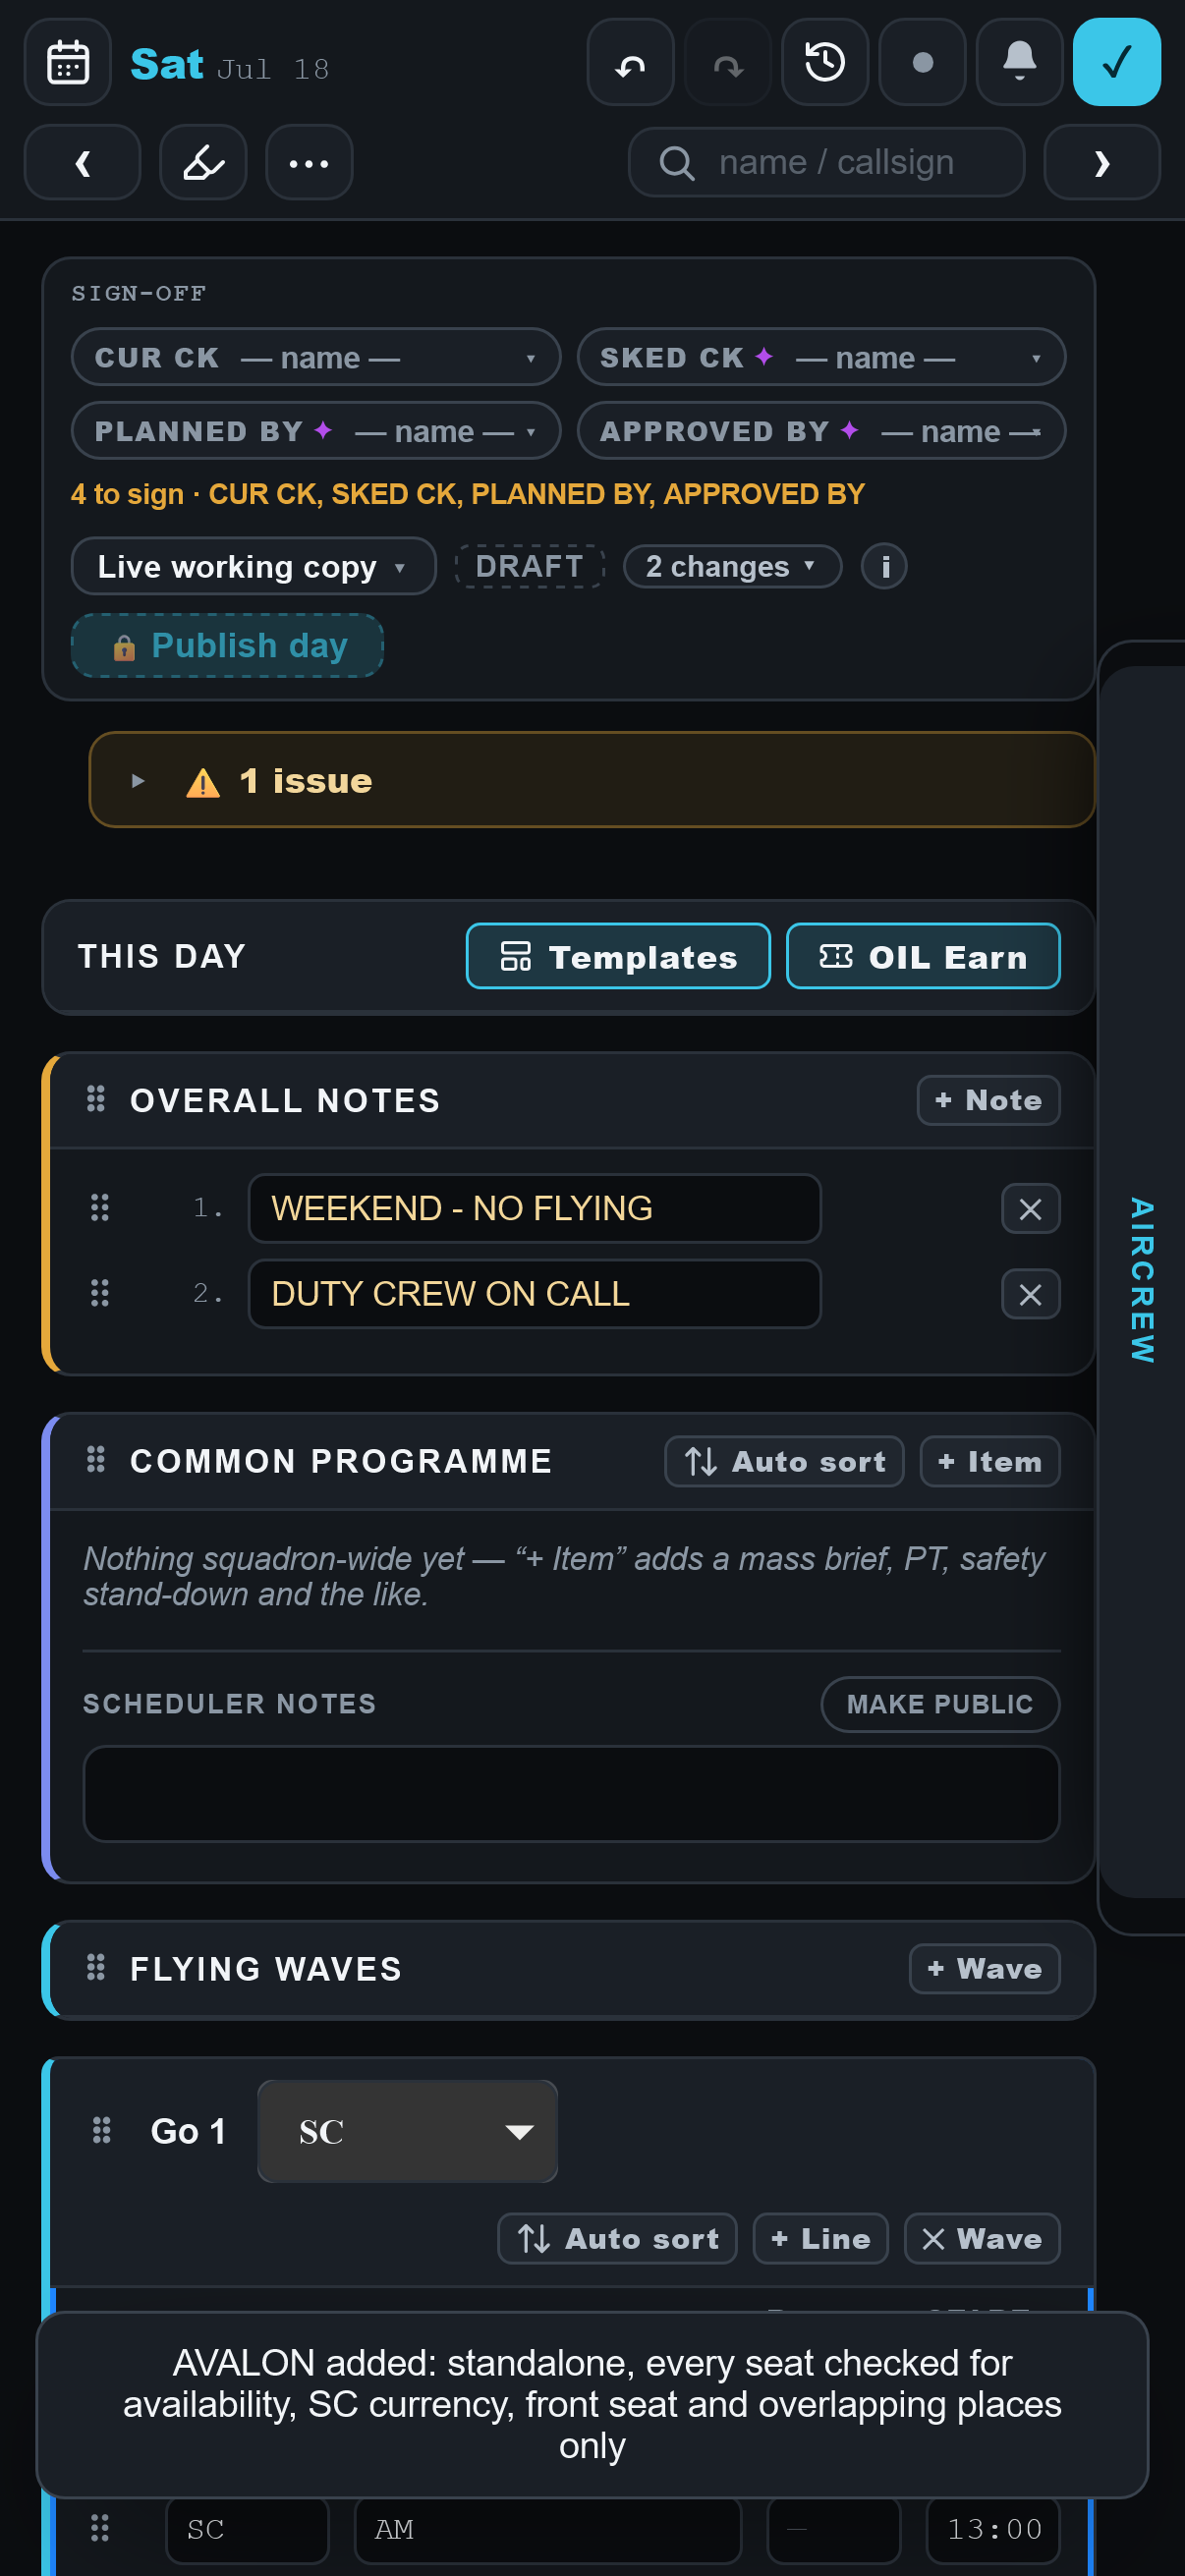 Sat Jul 18
name / callsign
SIGN-OFF
CUR CK — name —
SKED CK — name —
PLANNED BY — name —
APPROVED BY — name —
4 to sign · CUR CK, SKED CK, PLANNED BY, APPROVED BY
Live working copy DRAFT 2 changes i
Publish day
1 issue
THIS DAY Templates OIL Earn
OVERALL NOTES + Note
1. WEEKEND - NO FLYING
2. DUTY CREW ON CALL
AIRCREW
COMMON PROGRAMME Auto sort + Item
Nothing squadron-wide yet — “+ Item” adds a mass brief, PT, safety
stand-down and the like.
SCHEDULER NOTES MAKE PUBLIC
FLYING WAVES + Wave
Go 1 SC
Auto sort + Line × Wave
AVALON added: standalone, every seat checked for
availability, SC currency, front seat and overlapping places
only
SC AM — 13:00